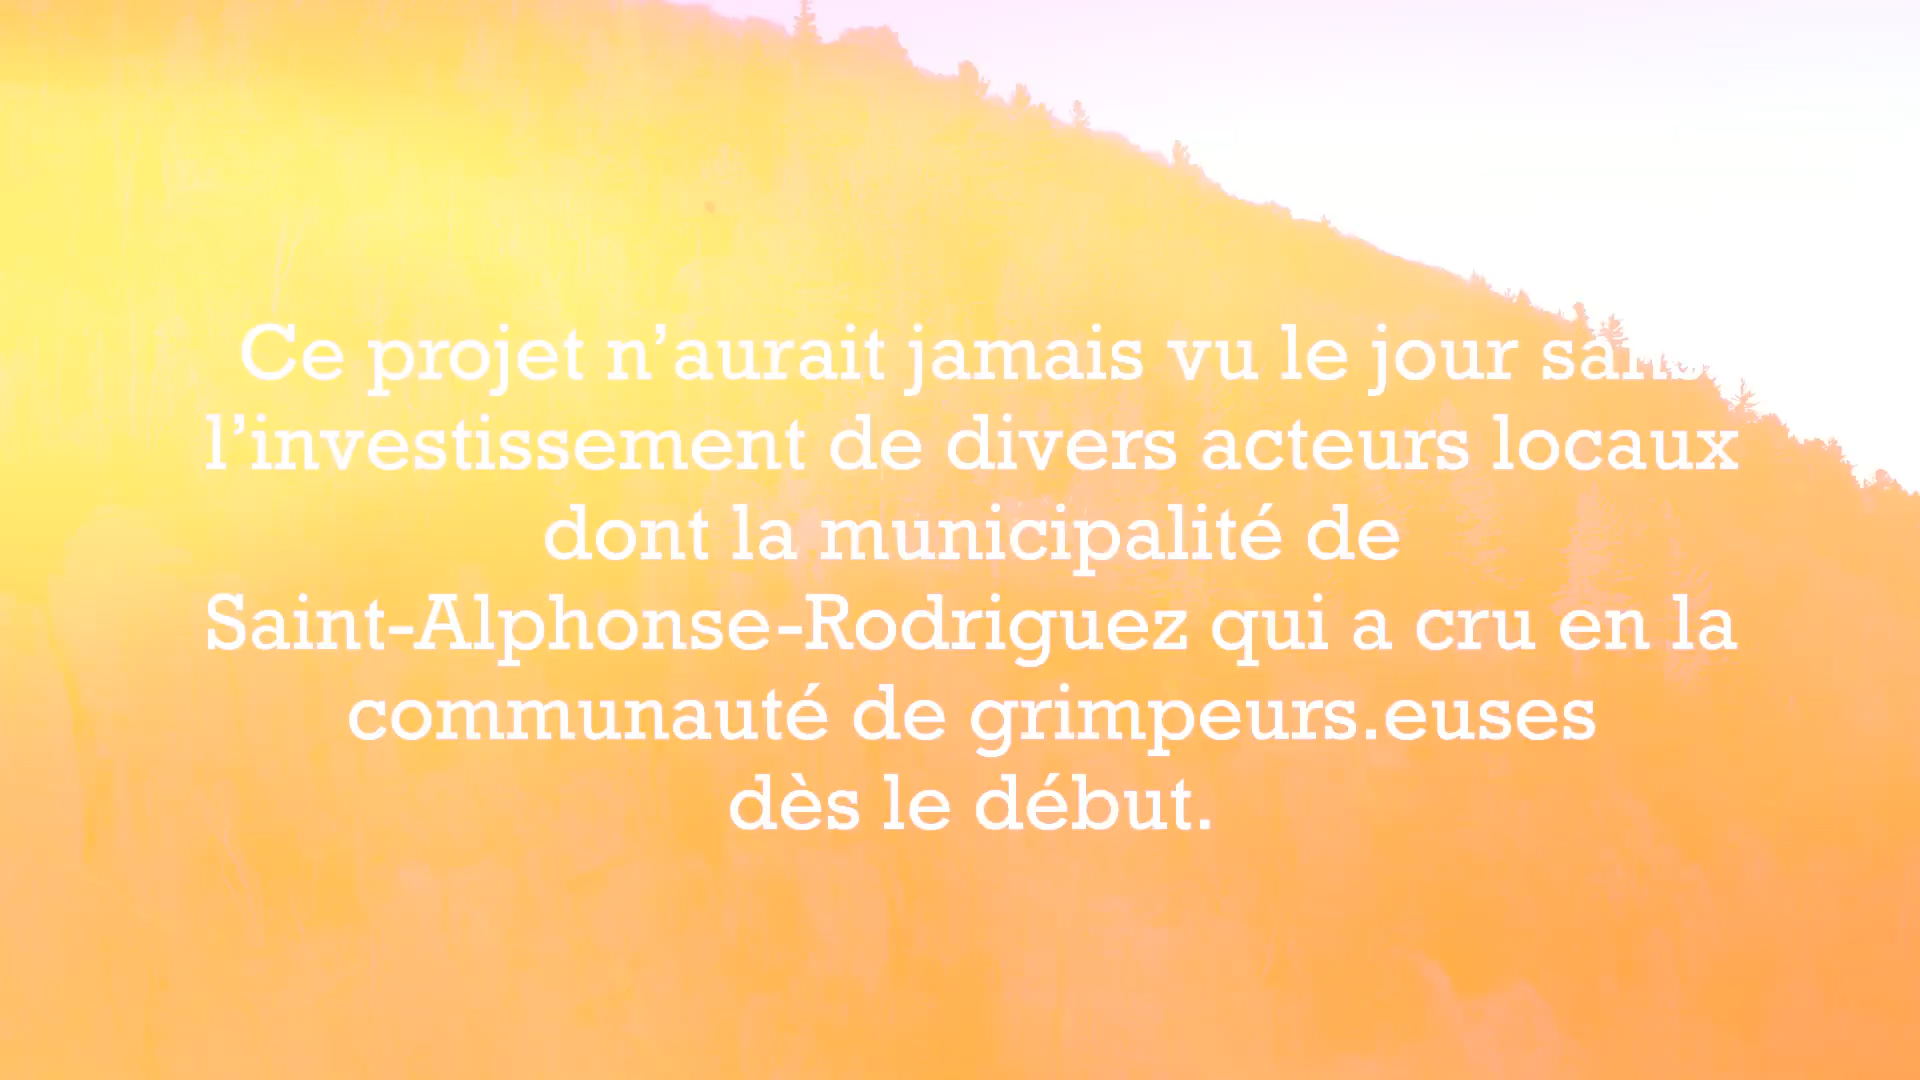 Ce projet n’aurait jamais vu le jour sans
l’investissement de divers acteurs locaux
dont la municipalité de
Saint-Alphonse-Rodriguez qui a cru en la
communauté de grimpeurs.euses
dès le début.